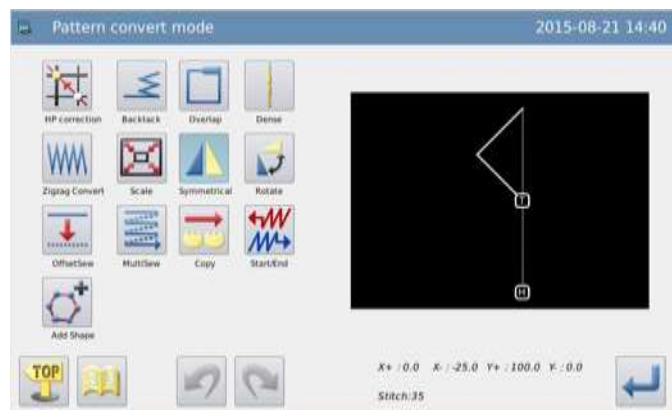 Pattern convert mode 2015-08-21 14:40
HP correction Backtack Overlap Dense
Zigzag Convert Scale Symmetrical Rotate
OffsetSew MultiSew Copy Start/End
Add Shape
T
H
TOP
X+ : 0.0 X- : -25.0 Y+ : 100.0 Y- : 0.0
Stitch:35